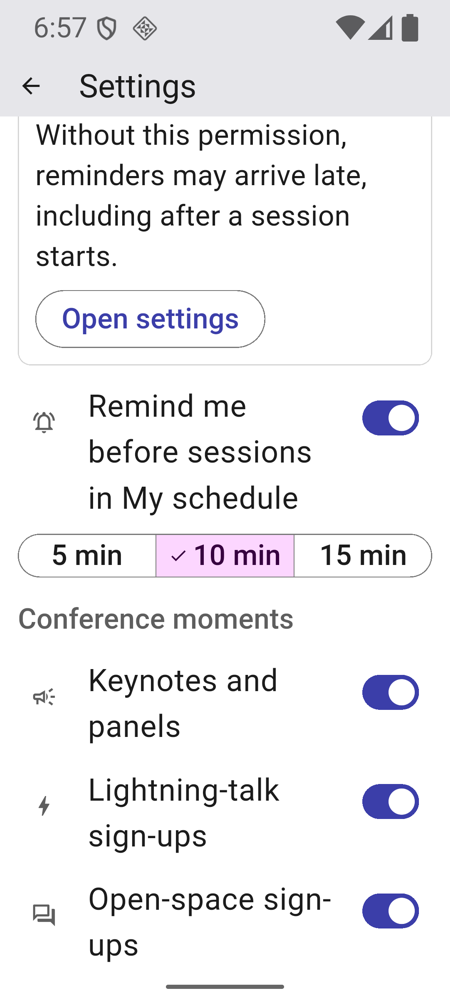 6:57
Settings
Without this permission,
reminders may arrive late,
including after a session
starts.
Open settings
Remind me
before sessions
in My schedule
5 min
10 min
15 min
Conference moments
Keynotes and
panels
Lightning-talk
sign-ups
Open-space sign-
ups